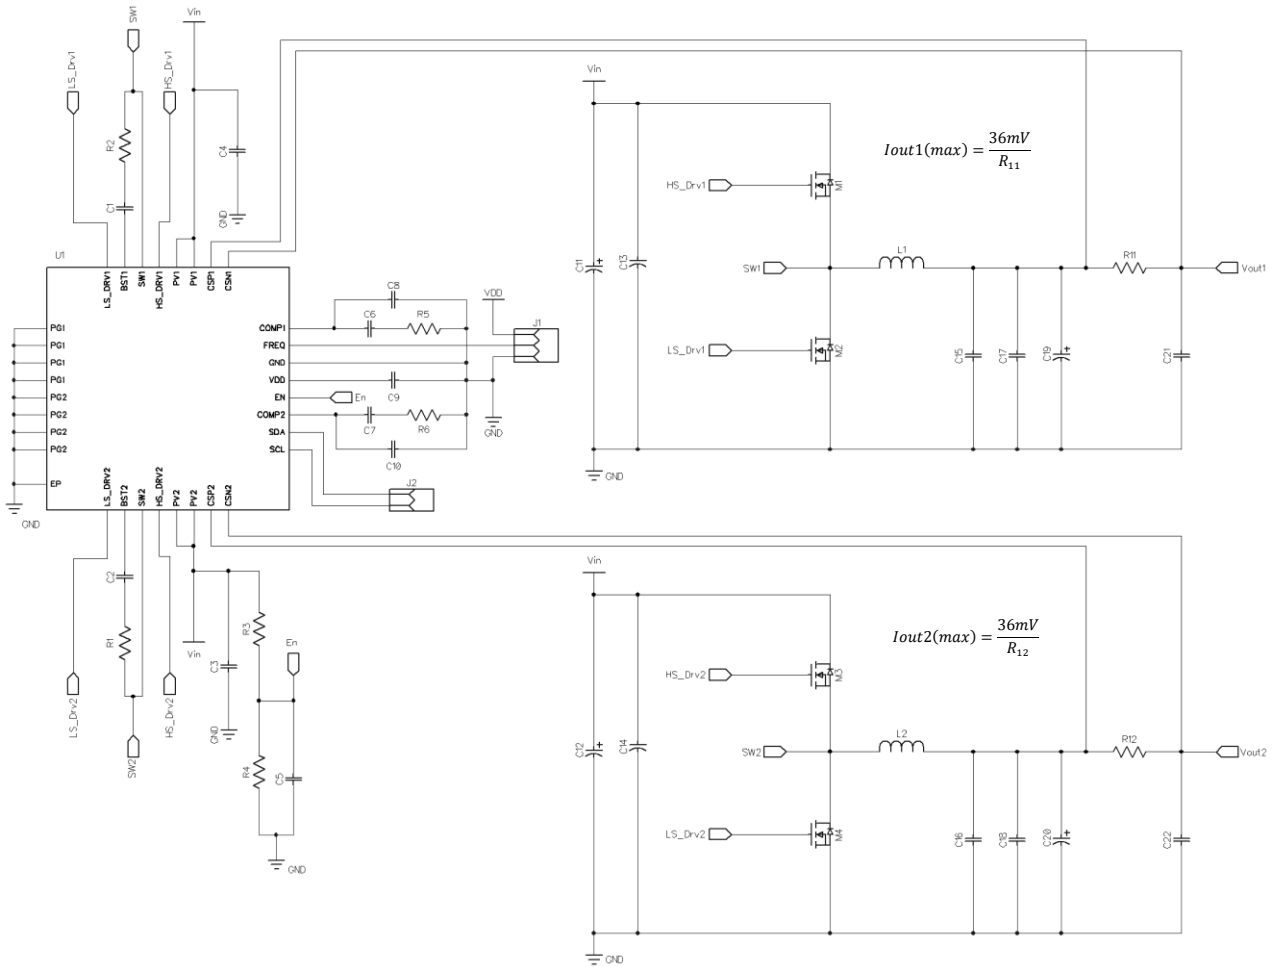 SW1
Vin
LS_Drv1
HS_Drv1
R2
C4
C1
GND
U1
LS_DRV1
BST1
SW1
HS_DRV1
PV1
PV1
CSP1
CSN1
PG1
PG1
PG1
PG1
PG2
PG2
PG2
PG2
EP
GND
COMP1
FREQ
GND
VDD
EN
COMP2
SDA
SCL
LS_DRV2
BST2
SW2
HS_DRV2
PV2
PV2
CSP2
CSN2
C8
C6
R5
VDD
J1
C9
En
C7
R6
GND
C10
J2
C2
R1
LS_Drv2
SW2
HS_Drv2
Vin
C3
GND
R3
En
R4
C5
GND
Vin
Iout1(max) = 36mV / R11
HS_Drv1
M1
C11
C13
SW1
L1
R11
Vout1
LS_Drv1
M2
C15
C17
C19
C21
GND
Vin
Iout2(max) = 36mV / R12
HS_Drv2
M3
C12
C14
SW2
L2
R12
Vout2
LS_Drv2
M4
C16
C18
C20
C22
GND